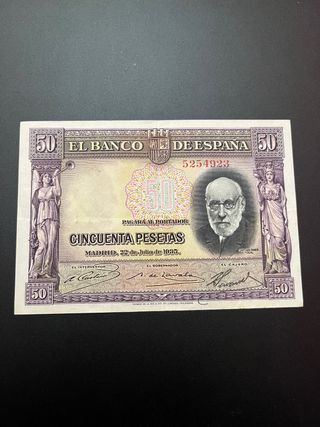 50 EL BANCO DE ESPAÑA 50
5254923
50
PAGARÁ AL PORTADOR
CINCUENTA PESETAS
MADRID, 22 de Julio de 1935.
EL INTERVENTOR EL GOBERNADOR EL CAJERO
50 50